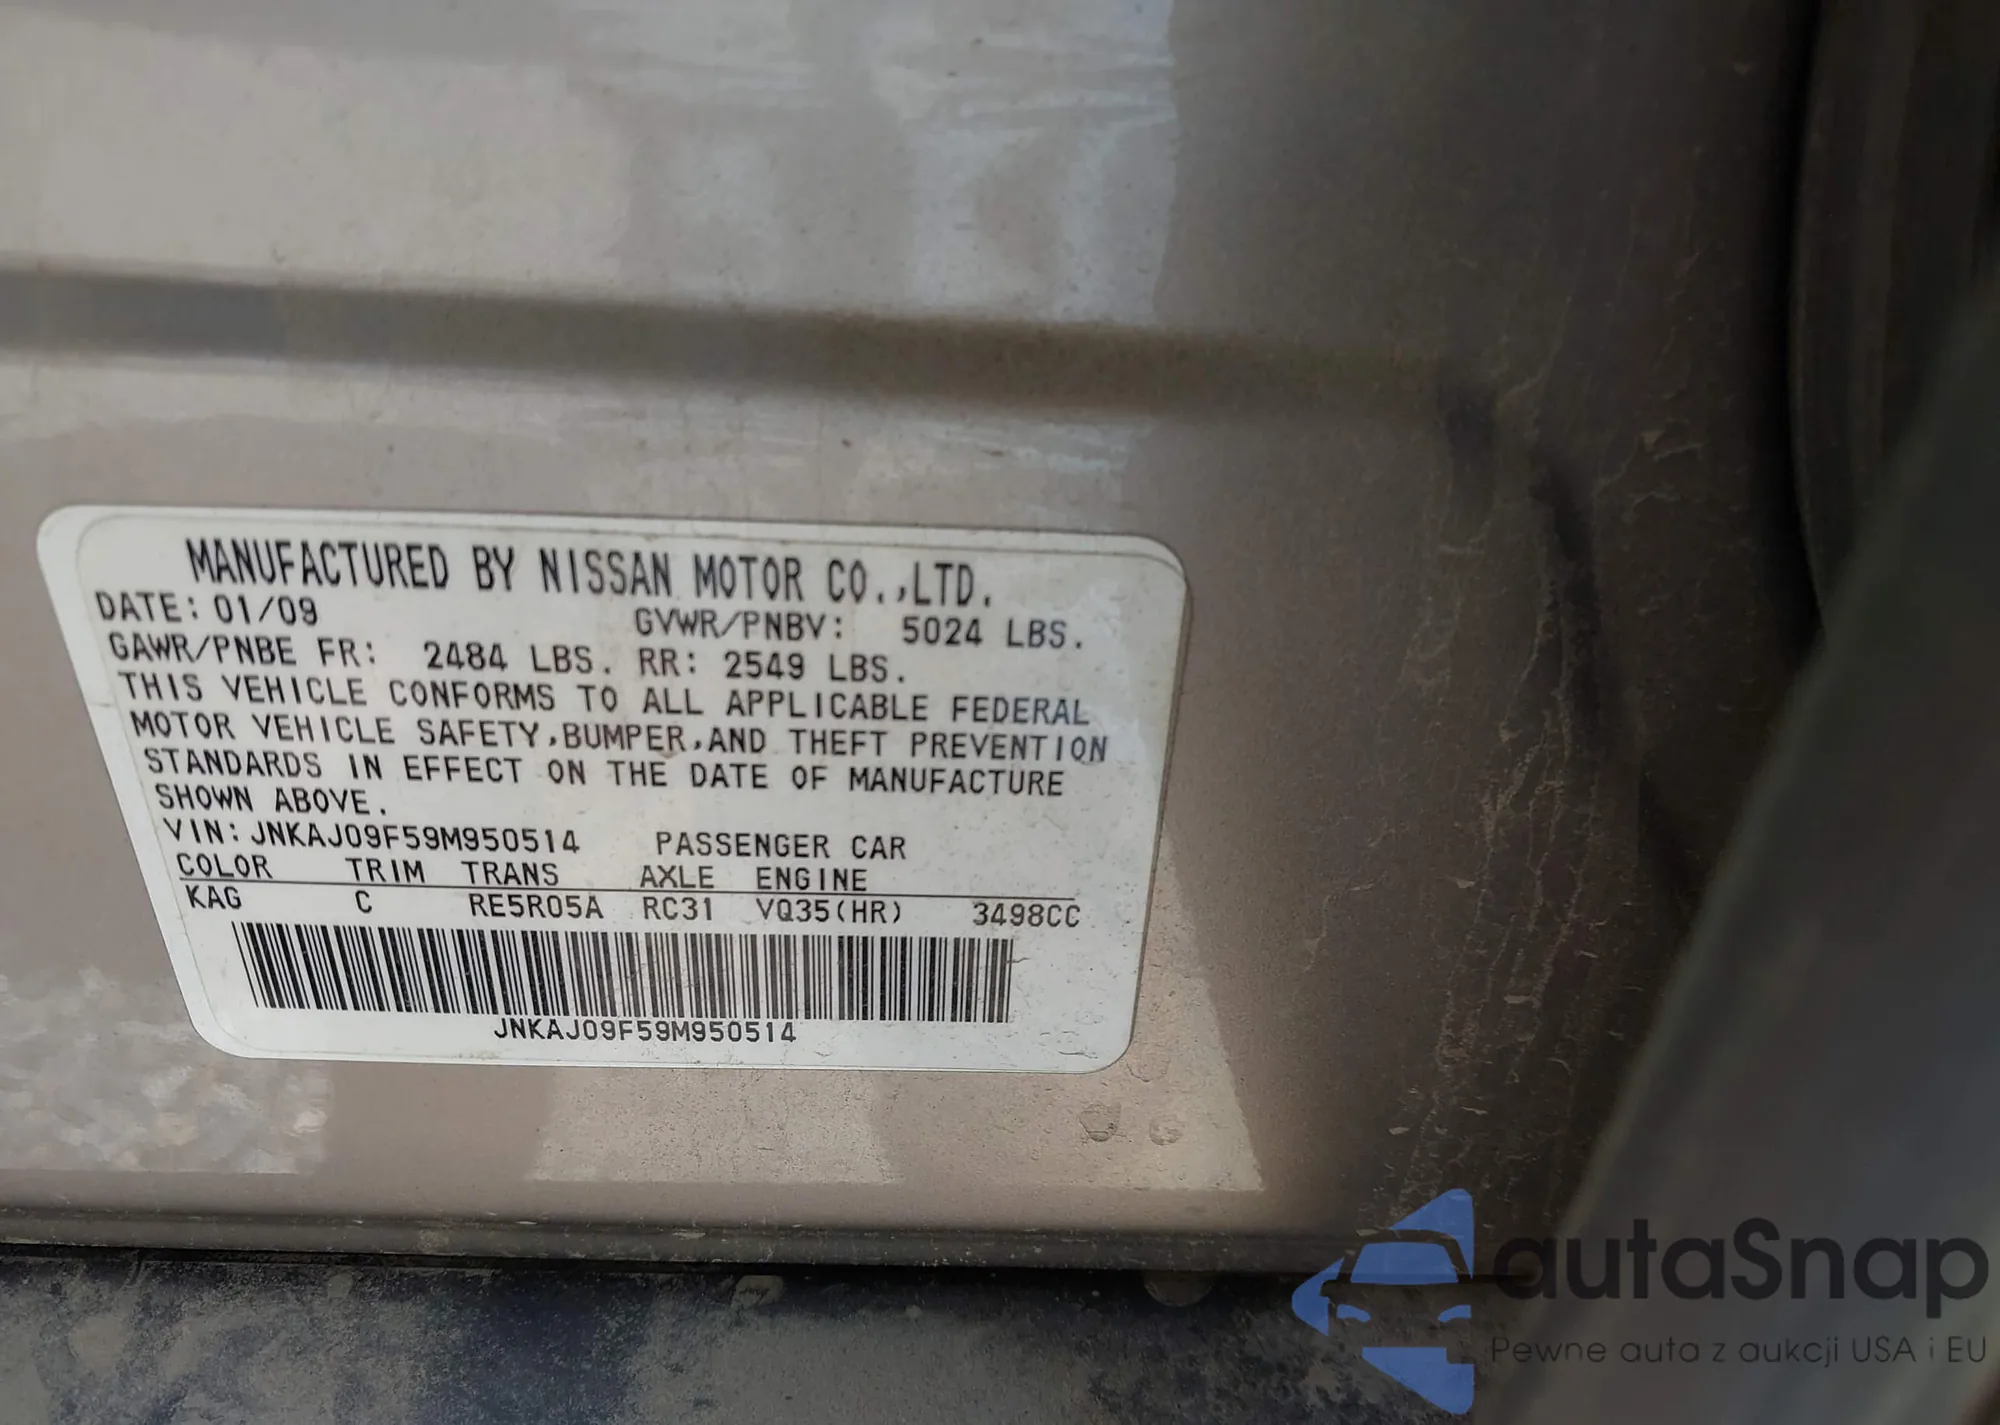 MANUFACTURED BY NISSAN MOTOR CO.,LTD.
DATE: 01/09 GVWR/PNBV: 5024 LBS.
GAWR/PNBE FR: 2484 LBS. RR: 2549 LBS.
THIS VEHICLE CONFORMS TO ALL APPLICABLE FEDERAL
MOTOR VEHICLE SAFETY,BUMPER,AND THEFT PREVENTION
STANDARDS IN EFFECT ON THE DATE OF MANUFACTURE
SHOWN ABOVE.
VIN: JNKAJ09F59M950514 PASSENGER CAR
COLOR TRIM TRANS AXLE ENGINE
KAG C RE5R05A RC31 VQ35(HR) 3498CC
JNKAJ09F59M950514
autaSnap
Pewne auta z aukcji USA i EU